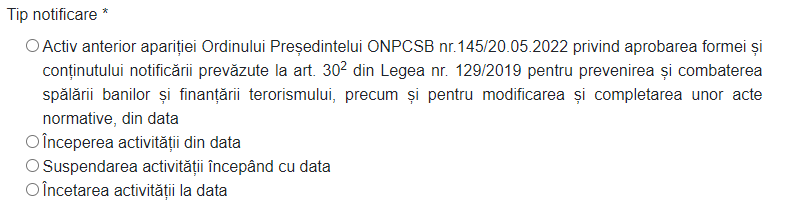 Tip notificare *
Activ anterior apariției Ordinului Președintelui ONPCSB nr.145/20.05.2022 privind aprobarea formei și
conținutului notificării prevăzute la art. 30² din Legea nr. 129/2019 pentru prevenirea și combaterea
spălării banilor și finanțării terorismului, precum și pentru modificarea și completarea unor acte
normative, din data
Începerea activității din data
Suspendarea activității începând cu data
Încetarea activității la data